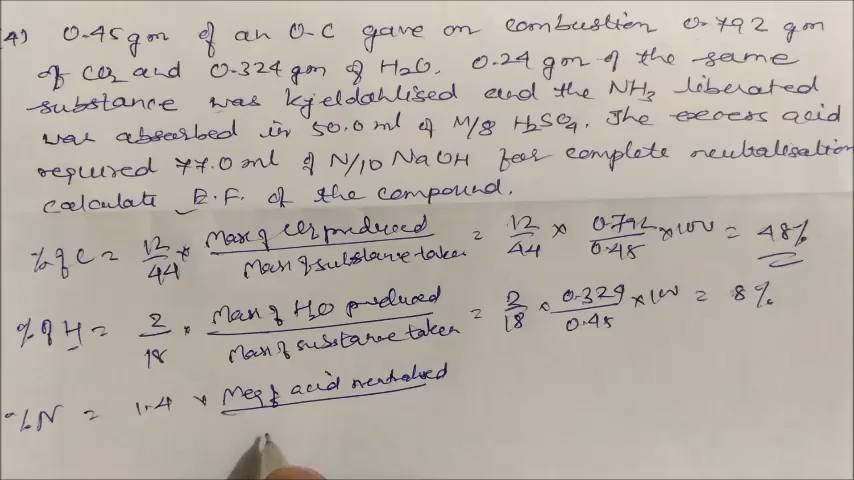 4) 0.45 gm of an O-C gave on combustion 0.792 gm
of CO2 and 0.324 gm of H2O. 0.24 gm of the same
substance was kjeldahlised and the NH3 liberated
was absorbed in 50.0 ml of M/8 H2SO4. The excess acid
required 77.0 ml of N/10 NaOH for complete neutralisation
calculate E.F. of the compound.
% of C = 12/44 × Mass of CO2 produced/Mass of substance taken = 12/44 × 0.792/0.45 ×100 = 48%
% of H = 2/18 × Mass of H2O produced/Mass of substance taken = 2/18 × 0.324/0.45 ×100 = 8%
%N = 1.4 × Meq of acid neutralised